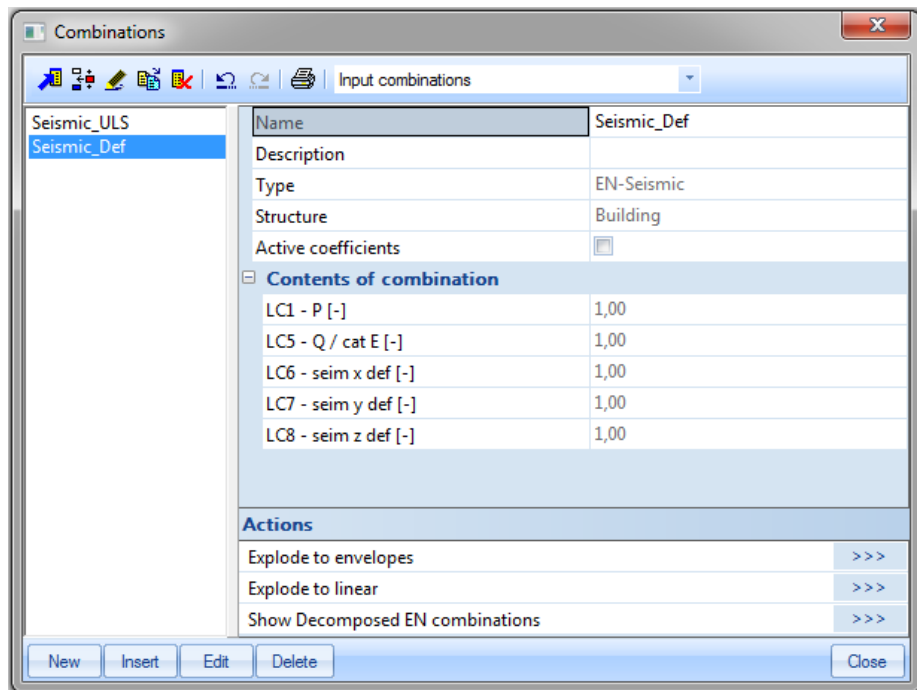 Combinations
Input combinations
Seismic_ULS
Seismic_Def
Name Seismic_Def
Description
Type EN-Seismic
Structure Building
Active coefficients
Contents of combination
LC1 - P [-] 1,00
LC5 - Q / cat E [-] 1,00
LC6 - seim x def [-] 1,00
LC7 - seim y def [-] 1,00
LC8 - seim z def [-] 1,00
Actions
Explode to envelopes >>>
Explode to linear >>>
Show Decomposed EN combinations >>>
New Insert Edit Delete Close